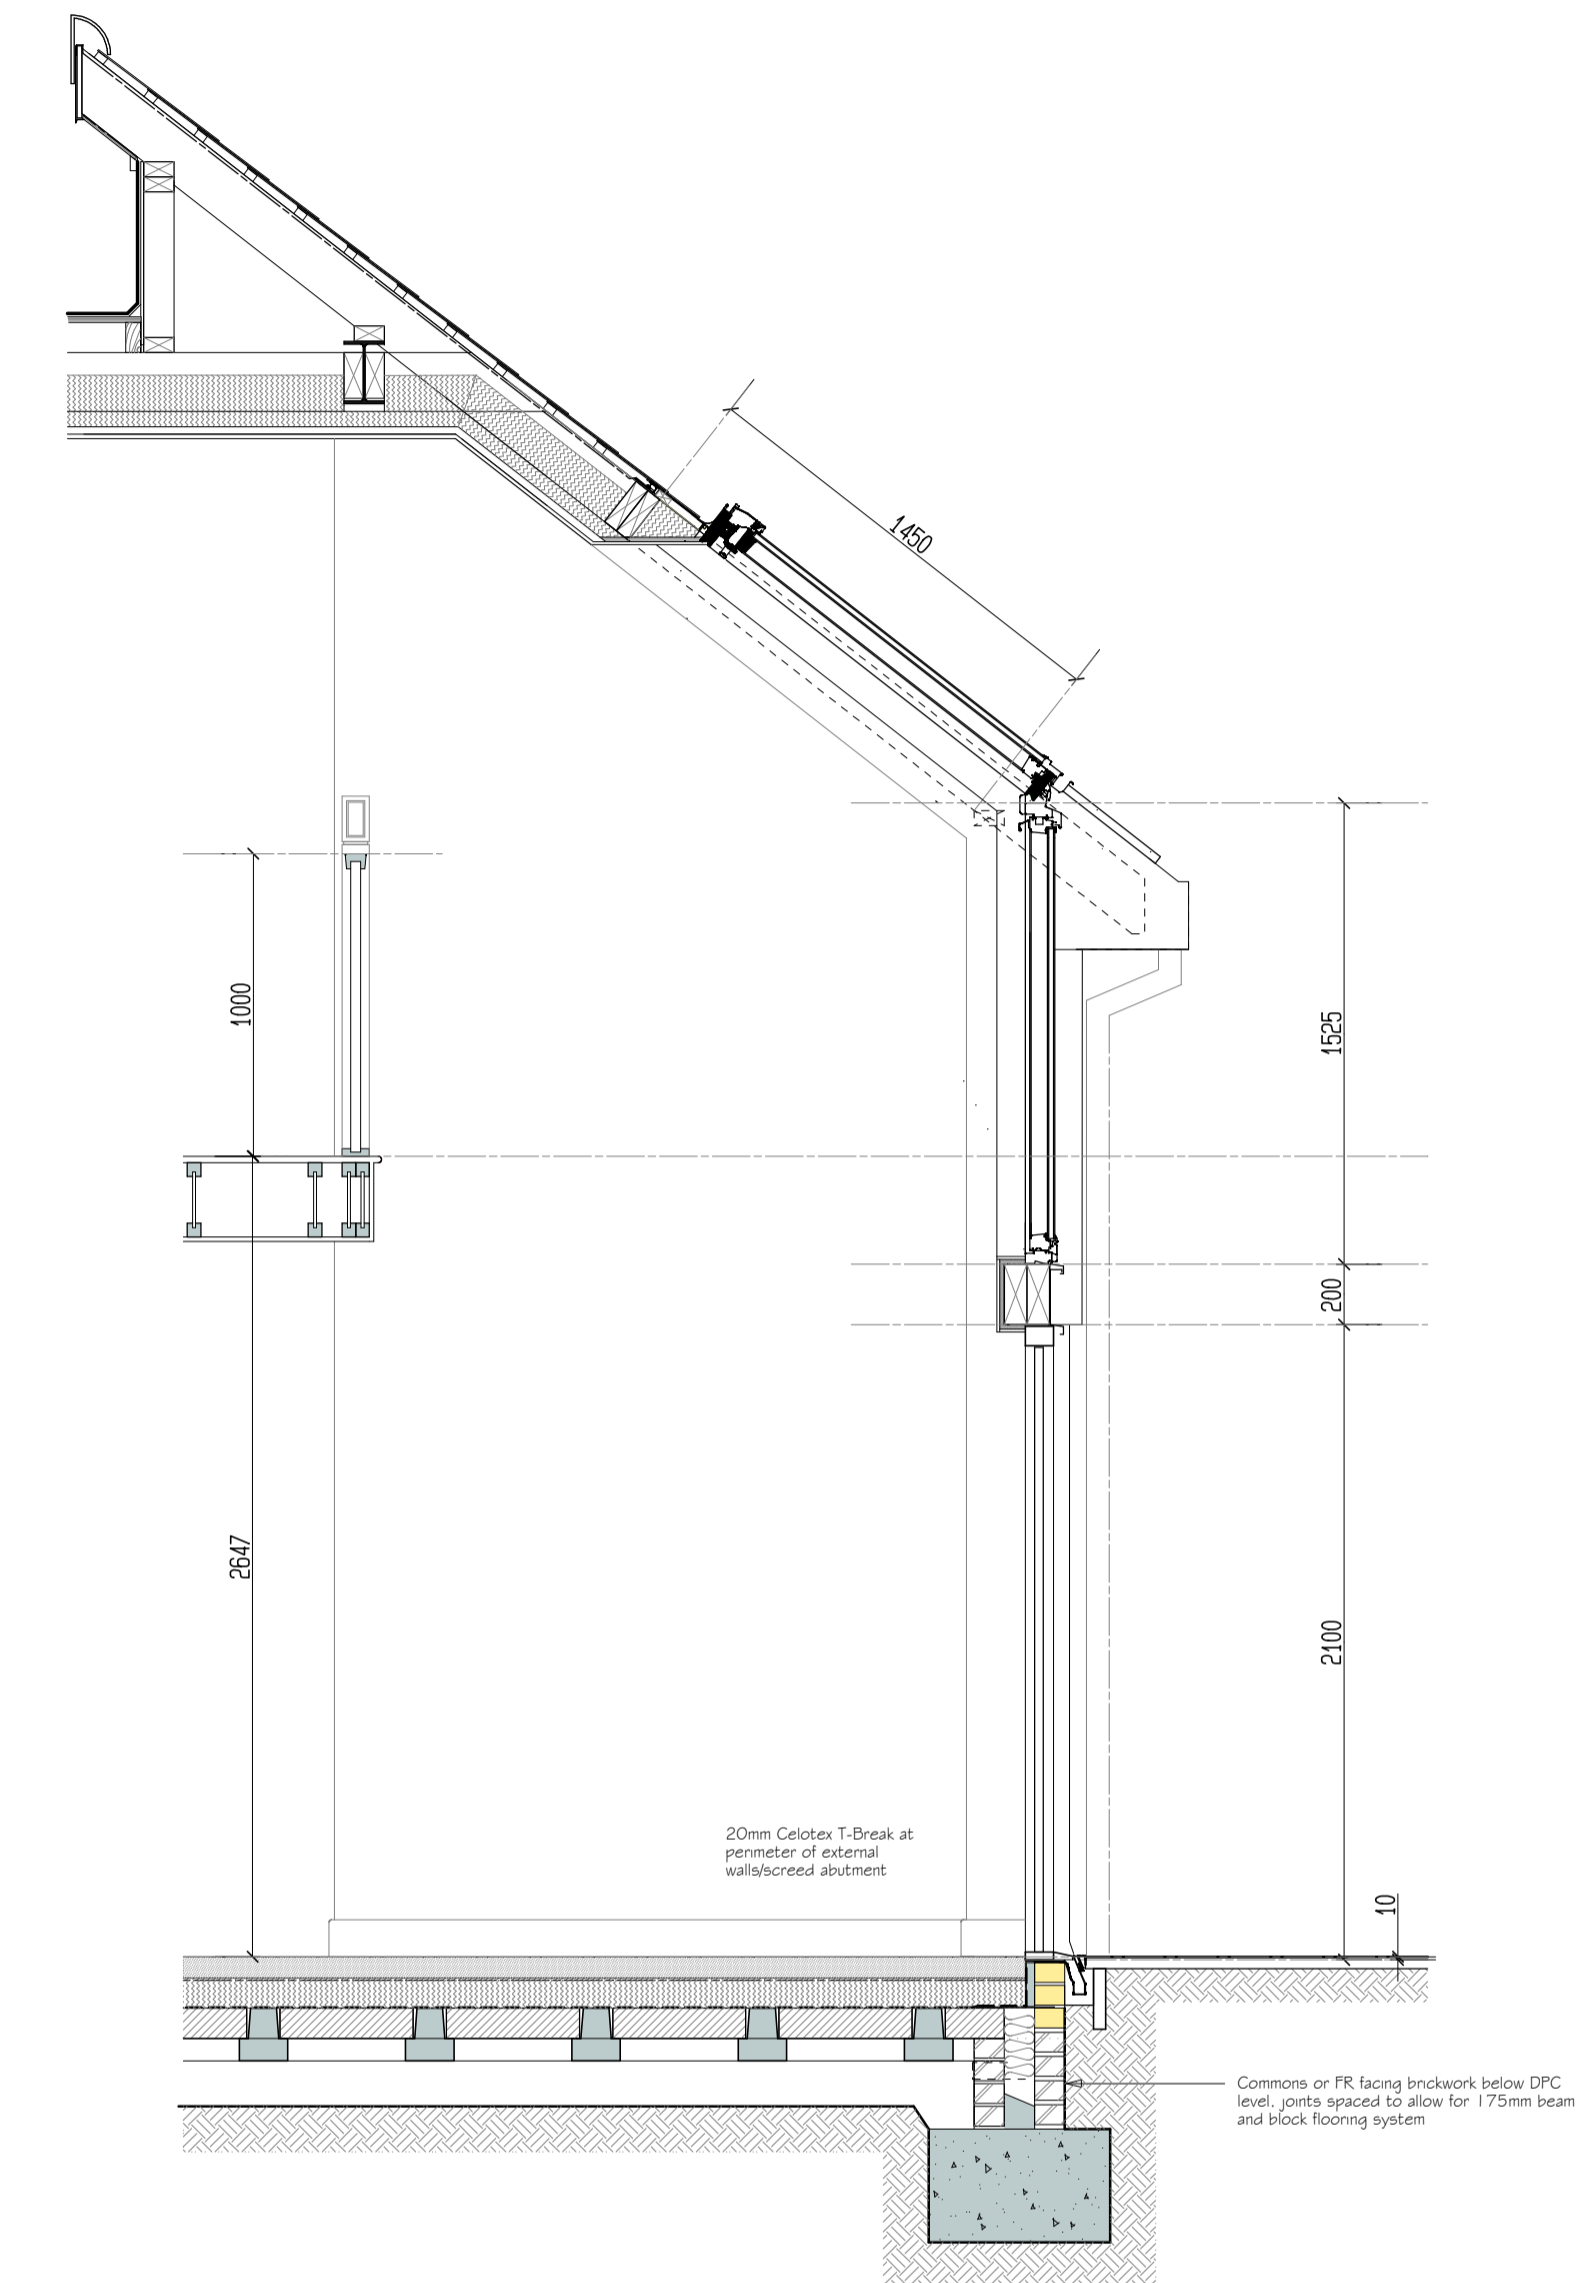 1450
1000
1525
200
2647
2100
20mm Celotex T-Break at
perimeter of external
walls/screed abutment
10
Commons or FR facing brickwork below DPC
level. joints spaced to allow for 175mm beam
and block flooring system